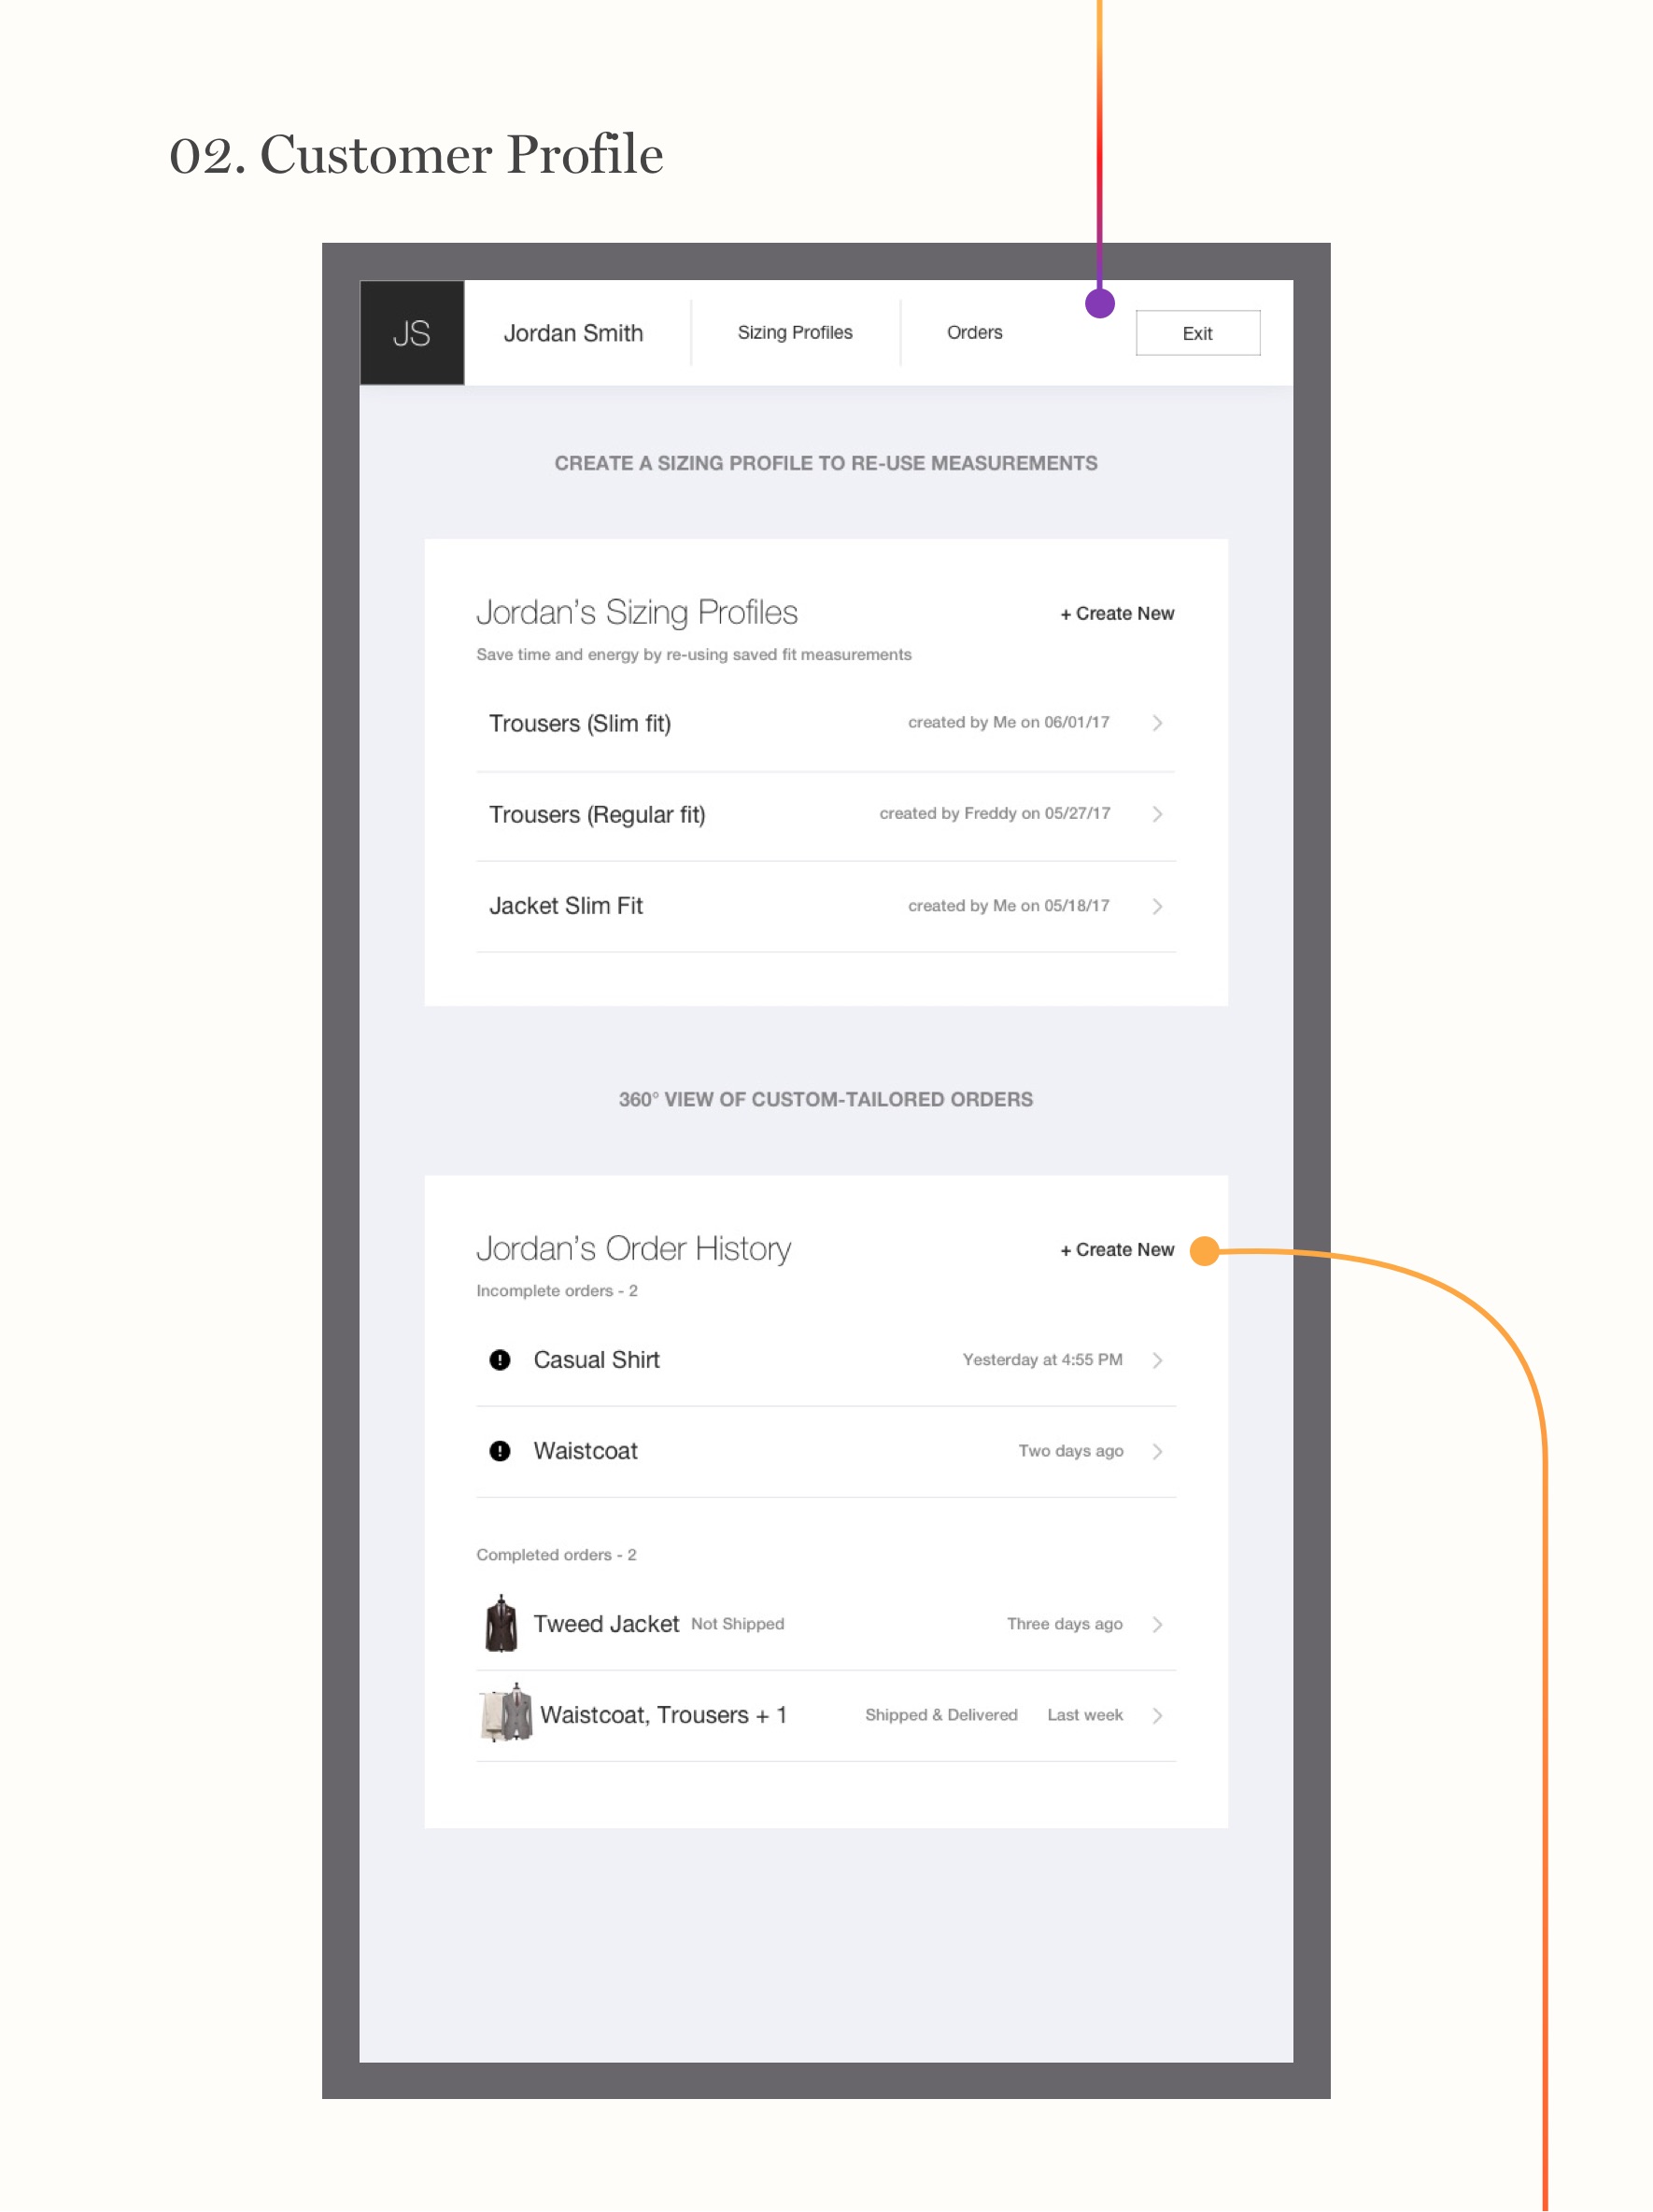 02. Customer Profile
JS
Jordan Smith
Sizing Profiles
Orders
Exit
CREATE A SIZING PROFILE TO RE-USE MEASUREMENTS
Jordan’s Sizing Profiles
+ Create New
Save time and energy by re-using saved fit measurements
Trousers (Slim fit)
created by Me on 06/01/17
Trousers (Regular fit)
created by Freddy on 05/27/17
Jacket Slim Fit
created by Me on 05/18/17
360° VIEW OF CUSTOM-TAILORED ORDERS
Jordan’s Order History
+ Create New
Incomplete orders - 2
Casual Shirt
Yesterday at 4:55 PM
Waistcoat
Two days ago
Completed orders - 2
Tweed Jacket
Not Shipped
Three days ago
Waistcoat, Trousers + 1
Shipped & Delivered
Last week